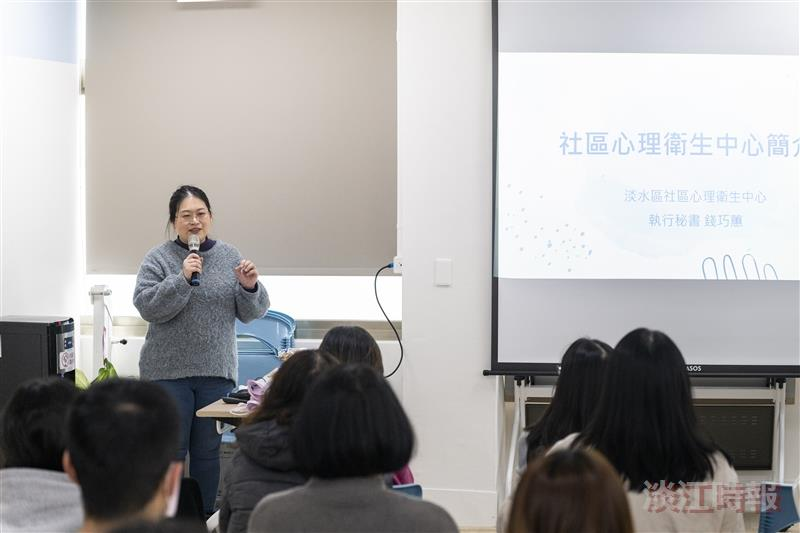 社區心理衛生中心簡介
淡水區社區心理衛生中心
執行秘書 錢巧蕙
ASOS
淡江時報